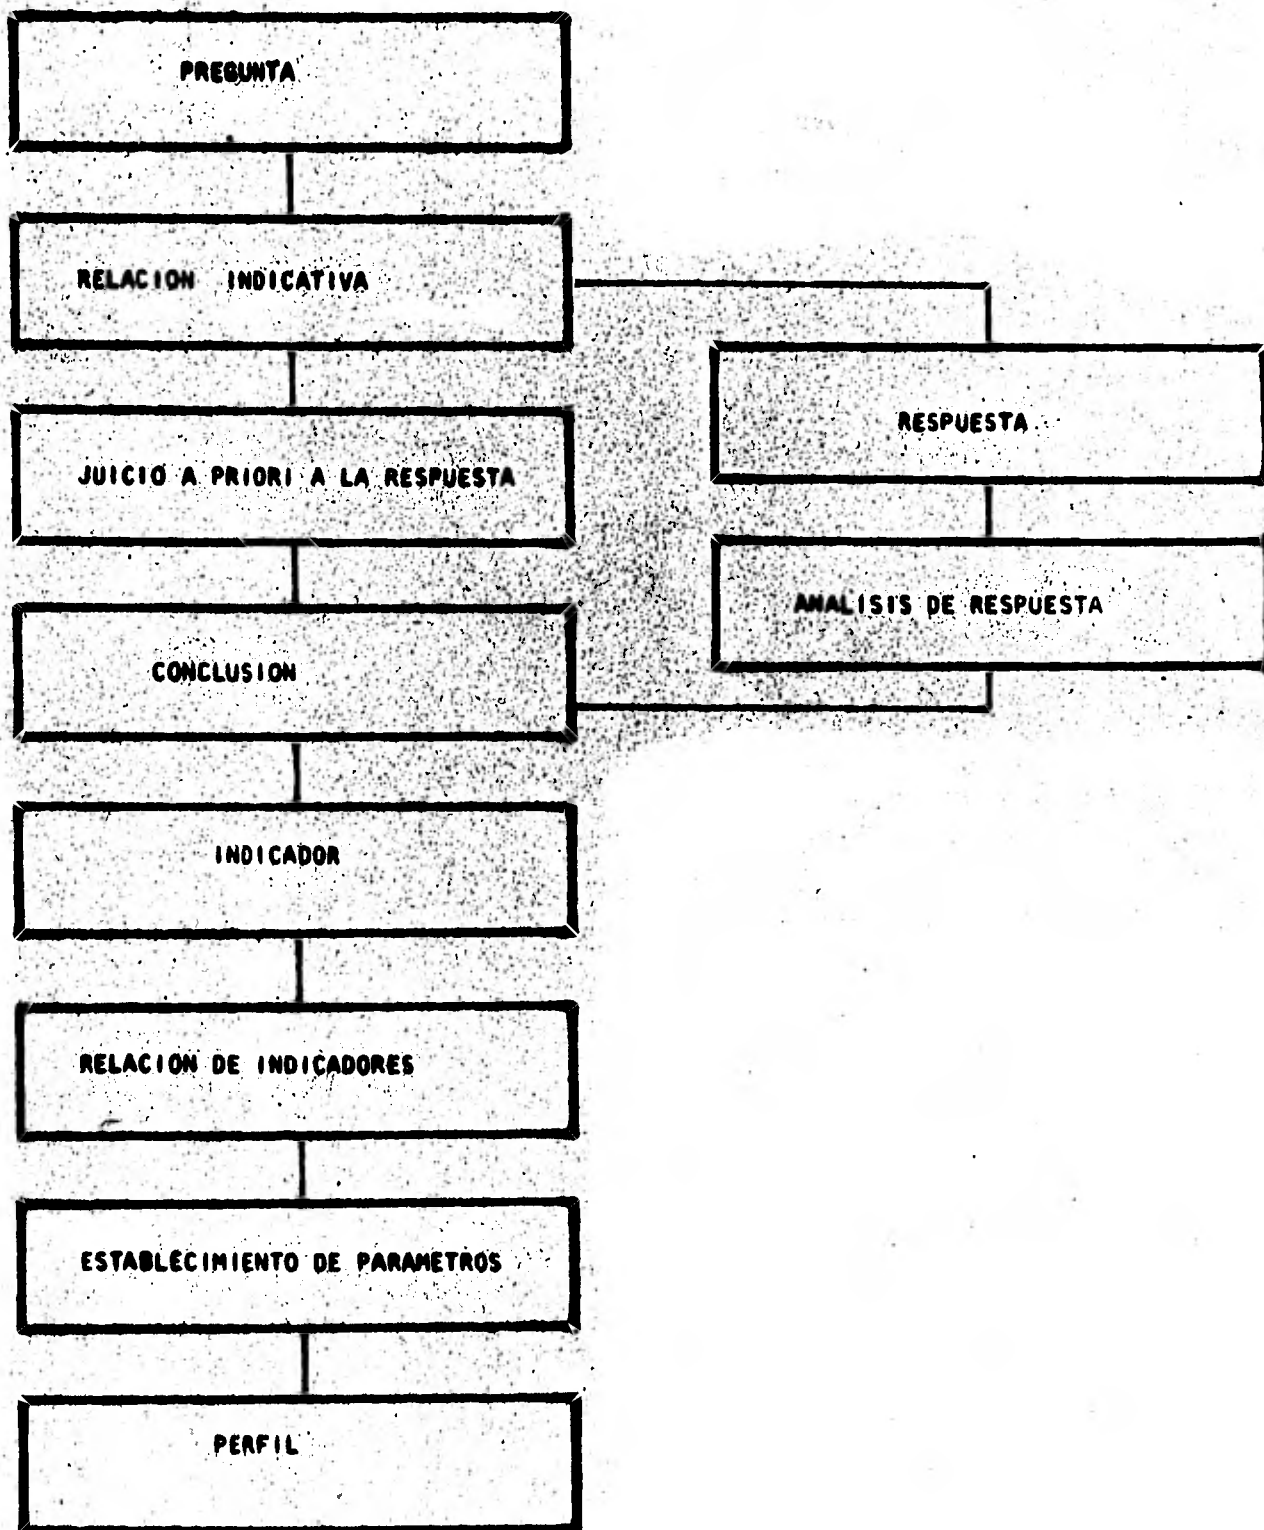 PREGUNTA
RELACION INDICATIVA
RESPUESTA
JUICIO A PRIORI A LA RESPUESTA
ANALISIS DE RESPUESTA
CONCLUSION
INDICADOR
RELACION DE INDICADORES
ESTABLECIMIENTO DE PARAMETROS
PERFIL